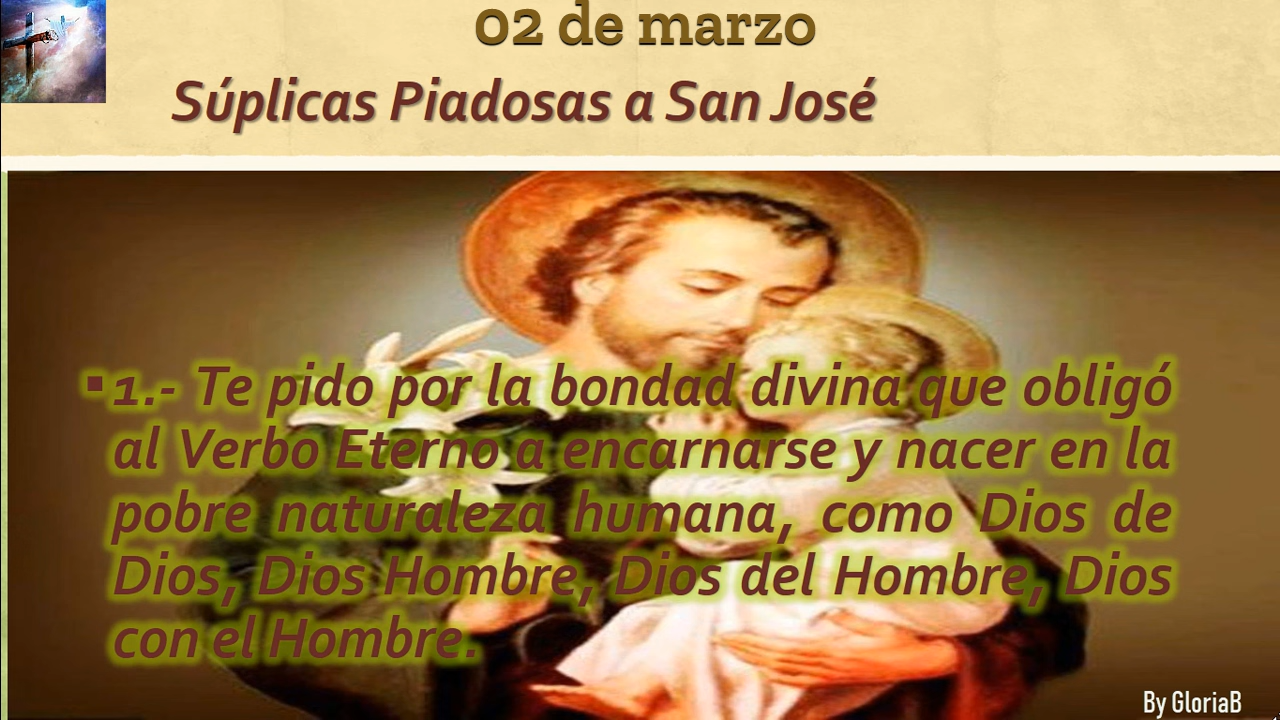 02 de marzo
Súplicas Piadosas a San José
▪ 1.- Te pido por la bondad divina que obligó
al Verbo Eterno a encarnarse y nacer en la
pobre naturaleza humana, como Dios de
Dios, Dios Hombre, Dios del Hombre, Dios
con el Hombre.
By GloriaB